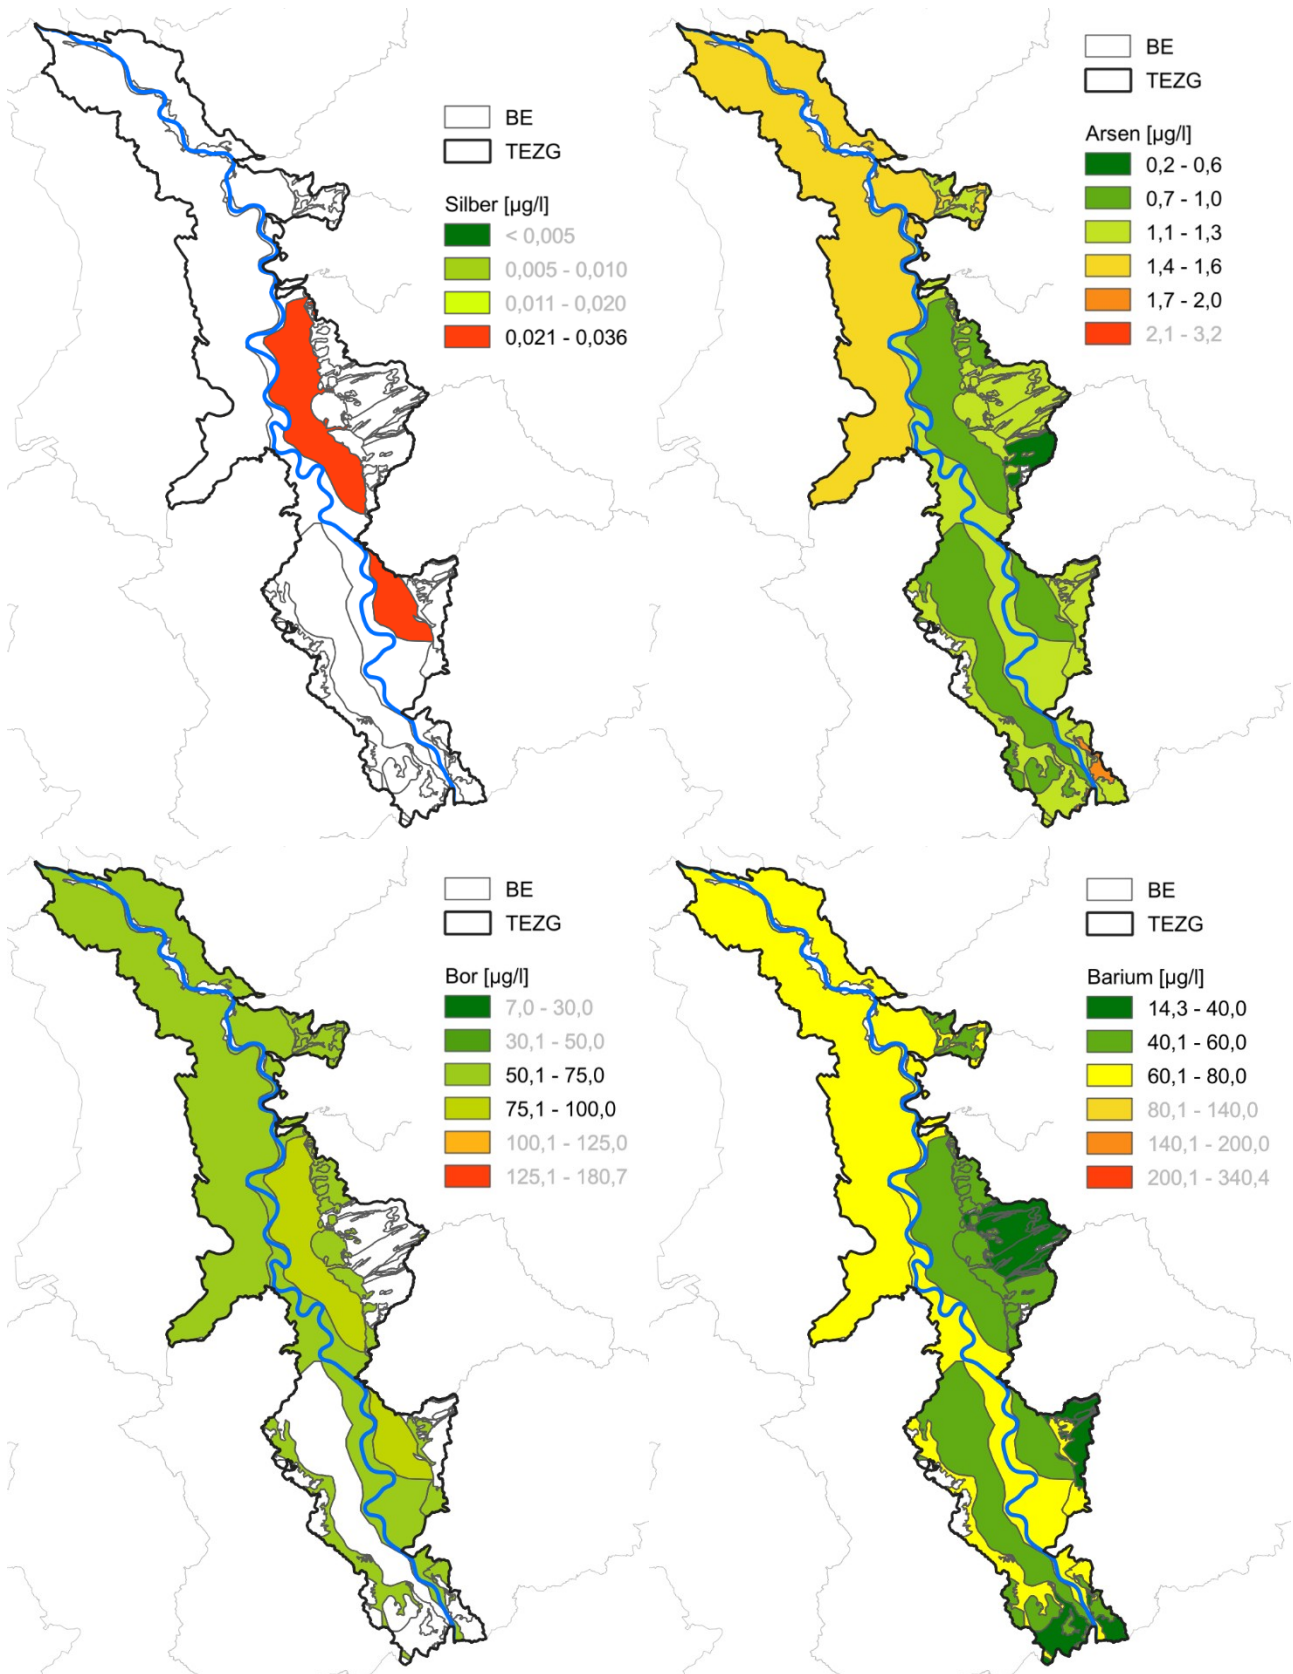 BE
TEZG
Silber [µg/l]
< 0,005
0,005 - 0,010
0,011 - 0,020
0,021 - 0,036
BE
TEZG
Arsen [µg/l]
0,2 - 0,6
0,7 - 1,0
1,1 - 1,3
1,4 - 1,6
1,7 - 2,0
2,1 - 3,2
BE
TEZG
Bor [µg/l]
7,0 - 30,0
30,1 - 50,0
50,1 - 75,0
75,1 - 100,0
100,1 - 125,0
125,1 - 180,7
BE
TEZG
Barium [µg/l]
14,3 - 40,0
40,1 - 60,0
60,1 - 80,0
80,1 - 140,0
140,1 - 200,0
200,1 - 340,4